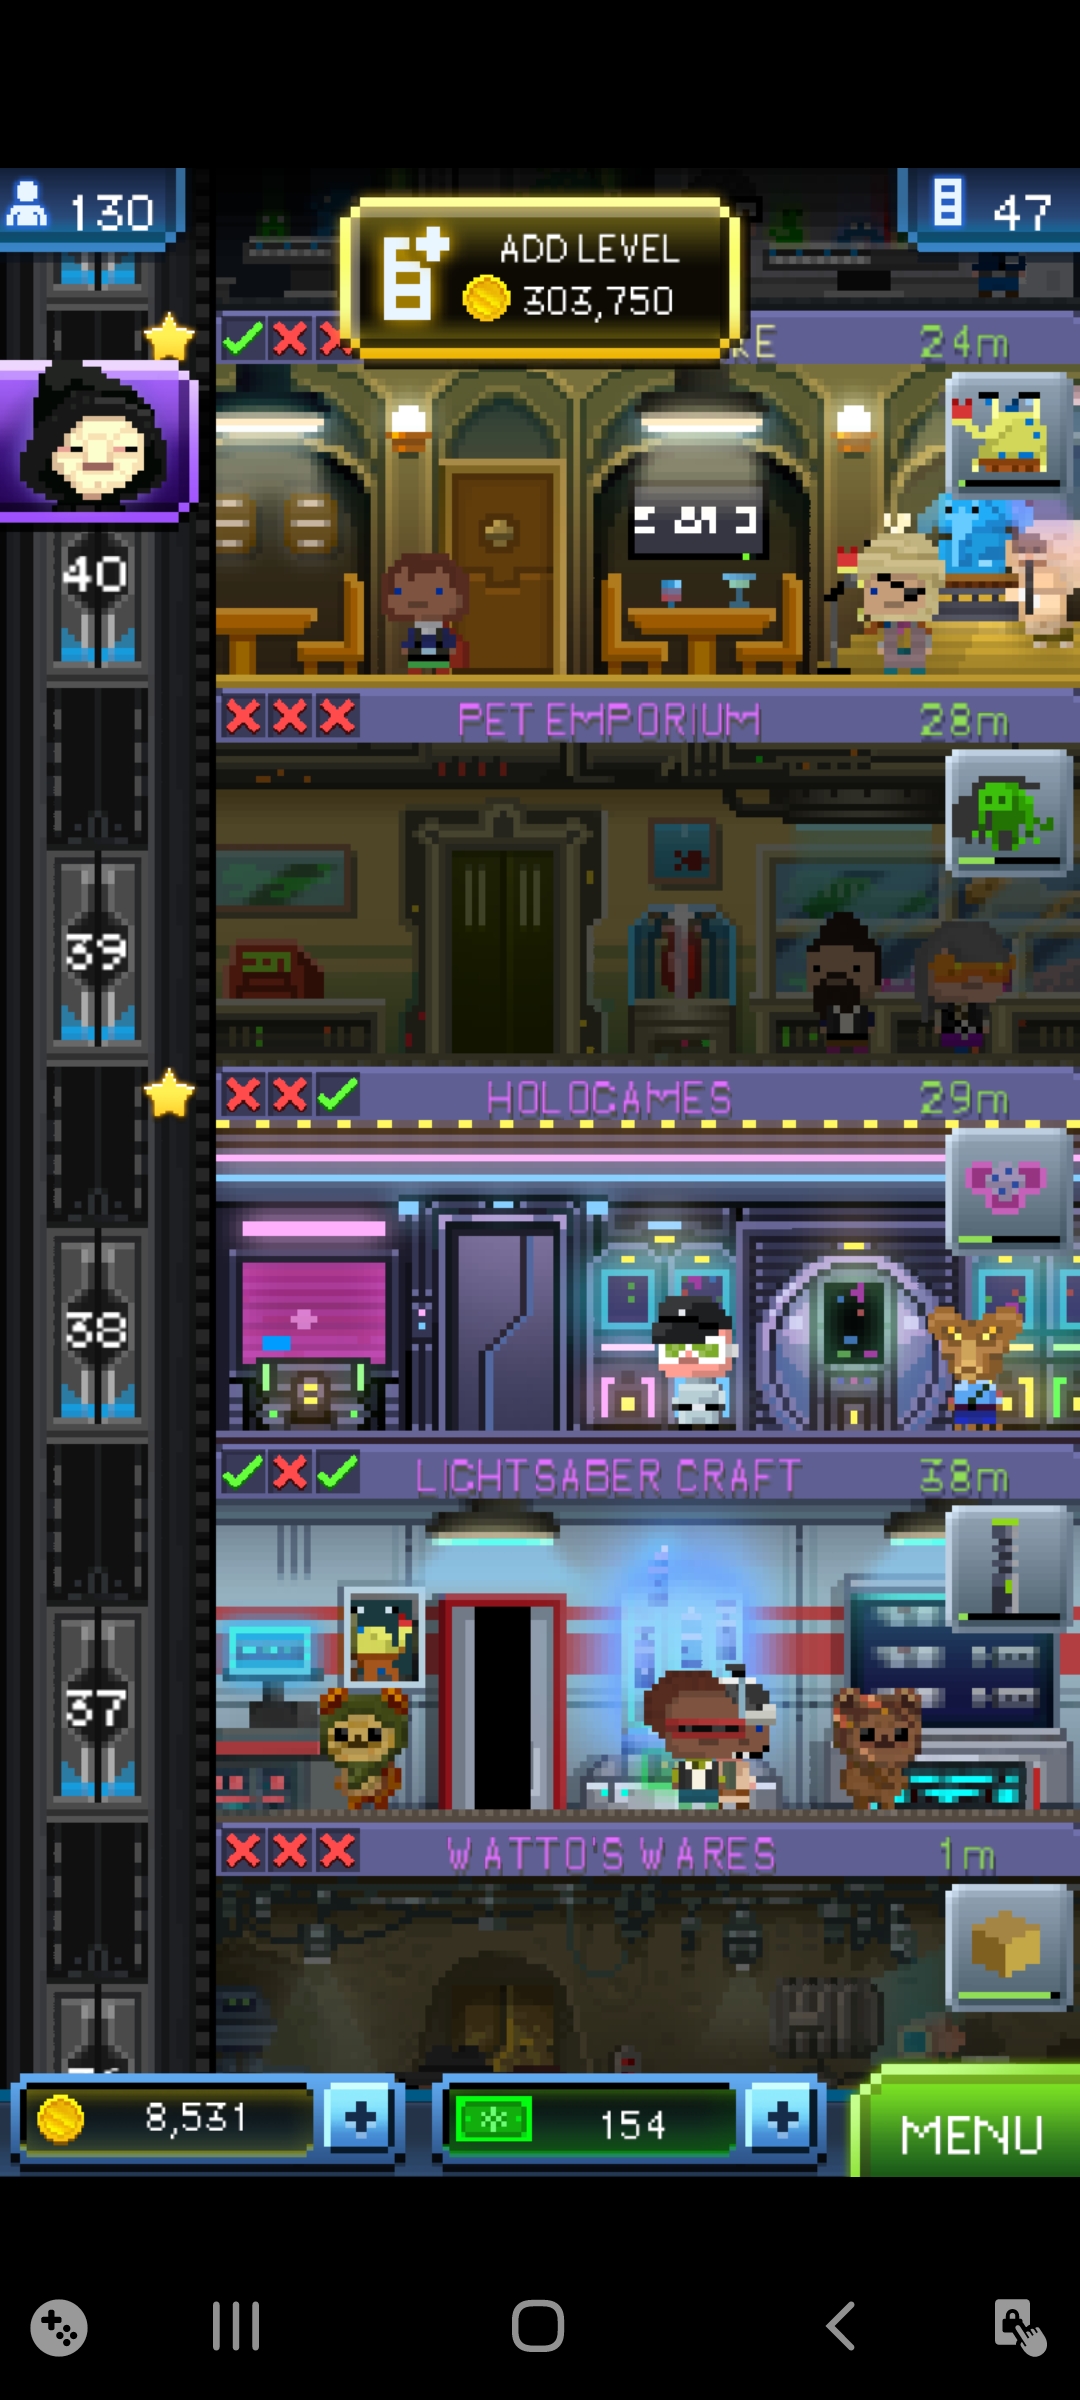 130
47
ADD LEVEL
303,750
KE 24m
40
PET EMPORIUM 28m
39
HOLOGAMES 29m
38
LIGHTSABER CRAFT 38m
37
WATTO'S WARES 1m
8,531
154
MENU